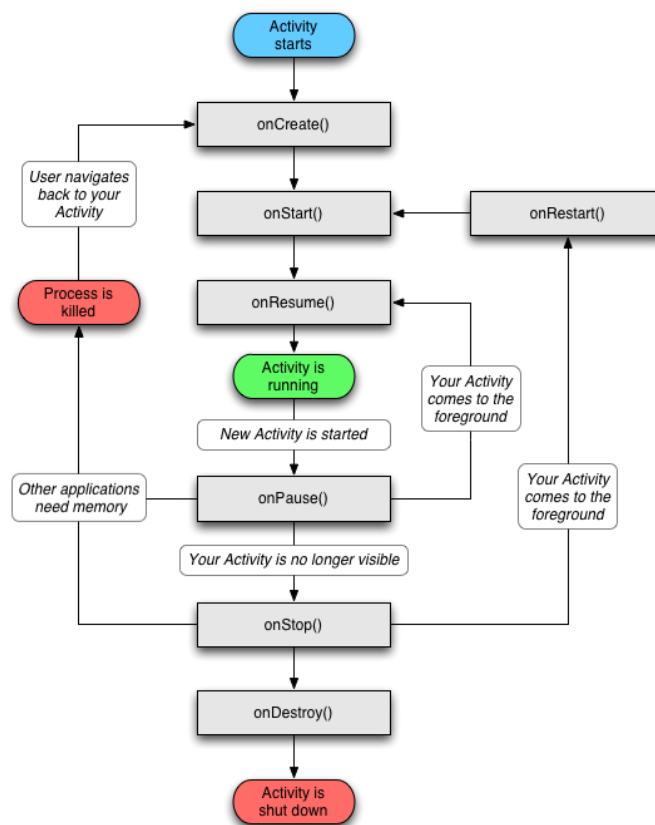 Activity
starts
onCreate()
User navigates
back to your
Activity
onStart()
onRestart()
Process is
killed
onResume()
Activity is
running
Your Activity
comes to the
foreground
New Activity is started
Other applications
need memory
onPause()
Your Activity
comes to the
foreground
Your Activity is no longer visible
onStop()
onDestroy()
Activity is
shut down